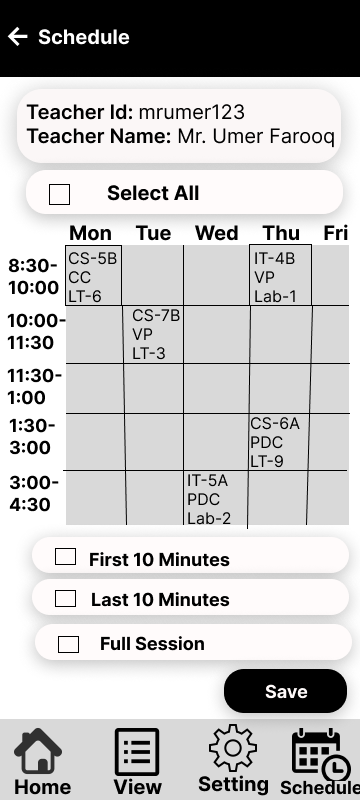 Schedule
Teacher Id: mrumer123
Teacher Name: Mr. Umer Farooq
Select All
Mon Tue Wed Thu Fri
8:30-
10:00
CS-5B
CC
LT-6
IT-4B
VP
Lab-1
10:00-
11:30
CS-7B
VP
LT-3
11:30-
1:00
1:30-
3:00
CS-6A
PDC
LT-9
3:00-
4:30
IT-5A
PDC
Lab-2
First 10 Minutes
Last 10 Minutes
Full Session
Save
Home View Setting Schedule